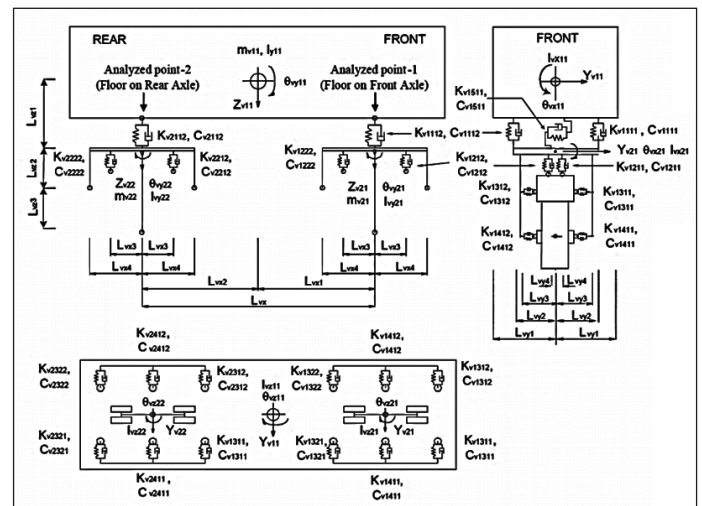 REAR
FRONT
mv11, Iy11
Analyzed point-2
(Floor on Rear Axle)
θvy11
Zv11
Analyzed point-1
(Floor on Front Axle)
Lvz1
Kv2112, Cv2112
Kv1112, Cv1112
Lvz2
Kv2222,
Cv2222
Kv2212,
Cv2212
Kv1222,
Cv1222
Kv1212,
Cv1212
Zv22
mv22
θvy22
Ivy22
Zv21
mv21
θvy21
Ivy21
Lvz3
Lvx3
Lvx3
Lvx3
Lvx3
Lvx4
Lvx4
Lvx4
Lvx4
Lvx2
Lvx1
Lvx
FRONT
IvX11
Yv11
θvx11
Kv1511,
Cv1511
Kv1111, Cv1111
Yv21 θvx21 Ivx21
Kv1211, Cv1211
Kv1312,
Cv1312
Kv1311,
Cv1311
Kv1412,
Cv1412
Kv1411,
Cv1411
Lvy4
Lvy4
Lvy3
Lvy3
Lvy2
Lvy2
Lvy1
Lvy1
Kv2412,
Cv2412
Kv1412,
Cv1412
Kv2322,
Cv2322
Kv2312,
Cv2312
Kv1322,
Cv1322
Kv1312,
Cv1312
Ivz11
θvz11
θvz22
Ivz22
Yv22
Yv11
θvz21
Ivz21
Yv21
Kv2321,
Cv2321
Kv1311,
Cv1311
Kv1321,
Cv1321
Kv1311,
Cv1311
Kv2411,
Cv2411
Kv1411,
Cv1411